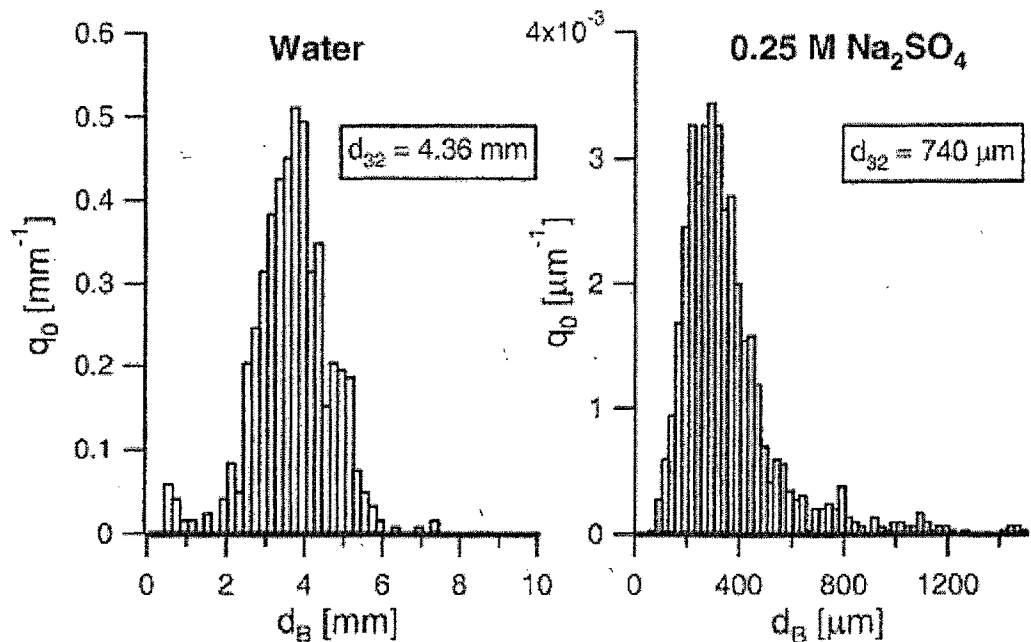 Water
d₃₂ = 4.36 mm
q₀ [mm⁻¹]
0.6
0.5
0.4
0.3
0.2
0.1
0
0 2 4 6 8 10
d_B [mm]
0.25 M Na₂SO₄
d₃₂ = 740 µm
q₀ [µm⁻¹]
4x10⁻³
3
2
1
0
0 400 800 1200
d_B [µm]